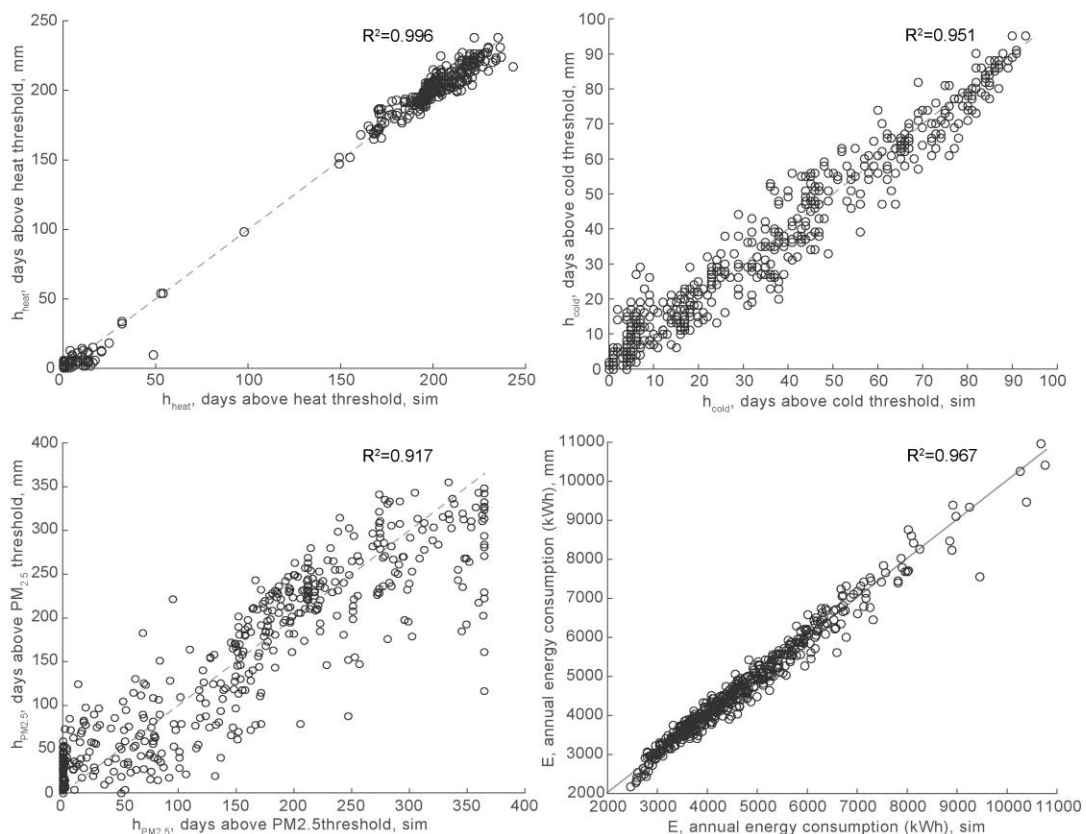 R²=0.996
250
200
150
100
50
0
h_heat, days above heat threshold, mm
0 50 100 150 200 250
h_heat, days above heat threshold, sim
R²=0.951
100
90
80
70
60
50
40
30
20
10
0
h_cold, days above cold threshold, mm
0 10 20 30 40 50 60 70 80 90 100
h_cold, days above cold threshold, sim
R²=0.917
400
350
300
250
200
150
100
50
0
h_PM2.5, days above PM2.5 threshold, mm
0 50 100 150 200 250 300 350 400
h_PM2.5, days above PM2.5threshold, sim
R²=0.967
11000
10000
9000
8000
7000
6000
5000
4000
3000
2000
E, annual energy consumption (kWh), mm
2000 3000 4000 5000 6000 7000 8000 9000 10000 11000
E, annual energy consumption (kWh), sim